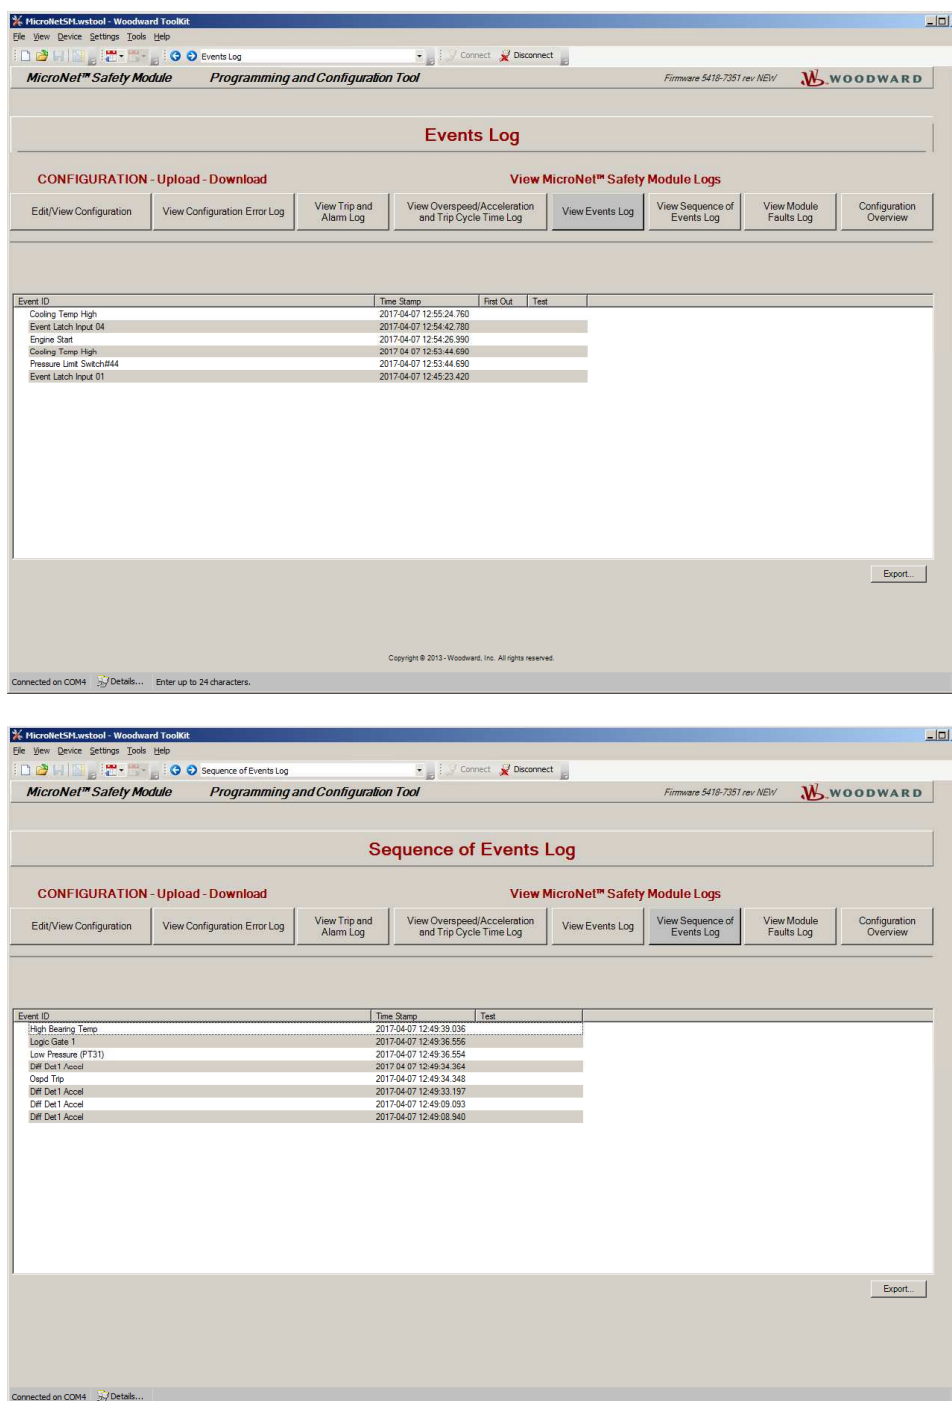 MicroNetSM.wstool - Woodward ToolKit
File View Device Settings Tools Help
Events Log Connect Disconnect
MicroNet™ Safety Module Programming and Configuration Tool Firmware 5418-7351 rev NEW WOODWARD
Events Log
CONFIGURATION - Upload - Download View MicroNet™ Safety Module Logs
Edit/View Configuration View Configuration Error Log View Trip and Alarm Log View Overspeed/Acceleration and Trip Cycle Time Log View Events Log View Sequence of Events Log View Module Faults Log Configuration Overview
Event ID Time Stamp First Out Test
Cooling Temp High 2017-04-07 12:55:24.760
Event Latch Input 04 2017-04-07 12:54:42.780
Engine Start 2017-04-07 12:54:26.990
Cooling Temp High 2017-04-07 12:53:44.690
Pressure Limit Switch#44 2017-04-07 12:53:44.690
Event Latch Input 01 2017-04-07 12:45:23.420
Export...
Copyright © 2013 - Woodward, Inc. All rights reserved.
Connected on COM4 Details... Enter up to 24 characters.
MicroNetSM.wstool - Woodward ToolKit
File View Device Settings Tools Help
Sequence of Events Log Connect Disconnect
MicroNet™ Safety Module Programming and Configuration Tool Firmware 5418-7351 rev NEW WOODWARD
Sequence of Events Log
CONFIGURATION - Upload - Download View MicroNet™ Safety Module Logs
Edit/View Configuration View Configuration Error Log View Trip and Alarm Log View Overspeed/Acceleration and Trip Cycle Time Log View Events Log View Sequence of Events Log View Module Faults Log Configuration Overview
Event ID Time Stamp Test
High Bearing Temp 2017-04-07 12:49:39.036
Logic Gate 1 2017-04-07 12:49:36.556
Low Pressure (PT31) 2017-04-07 12:49:36.554
Diff Det1 Accel 2017-04-07 12:49:34.364
Ospd Trip 2017-04-07 12:49:34.348
Diff Det1 Accel 2017-04-07 12:49:33.197
Diff Det1 Accel 2017-04-07 12:49:09.093
Diff Det1 Accel 2017-04-07 12:49:08.940
Export...
Connected on COM4 Details...